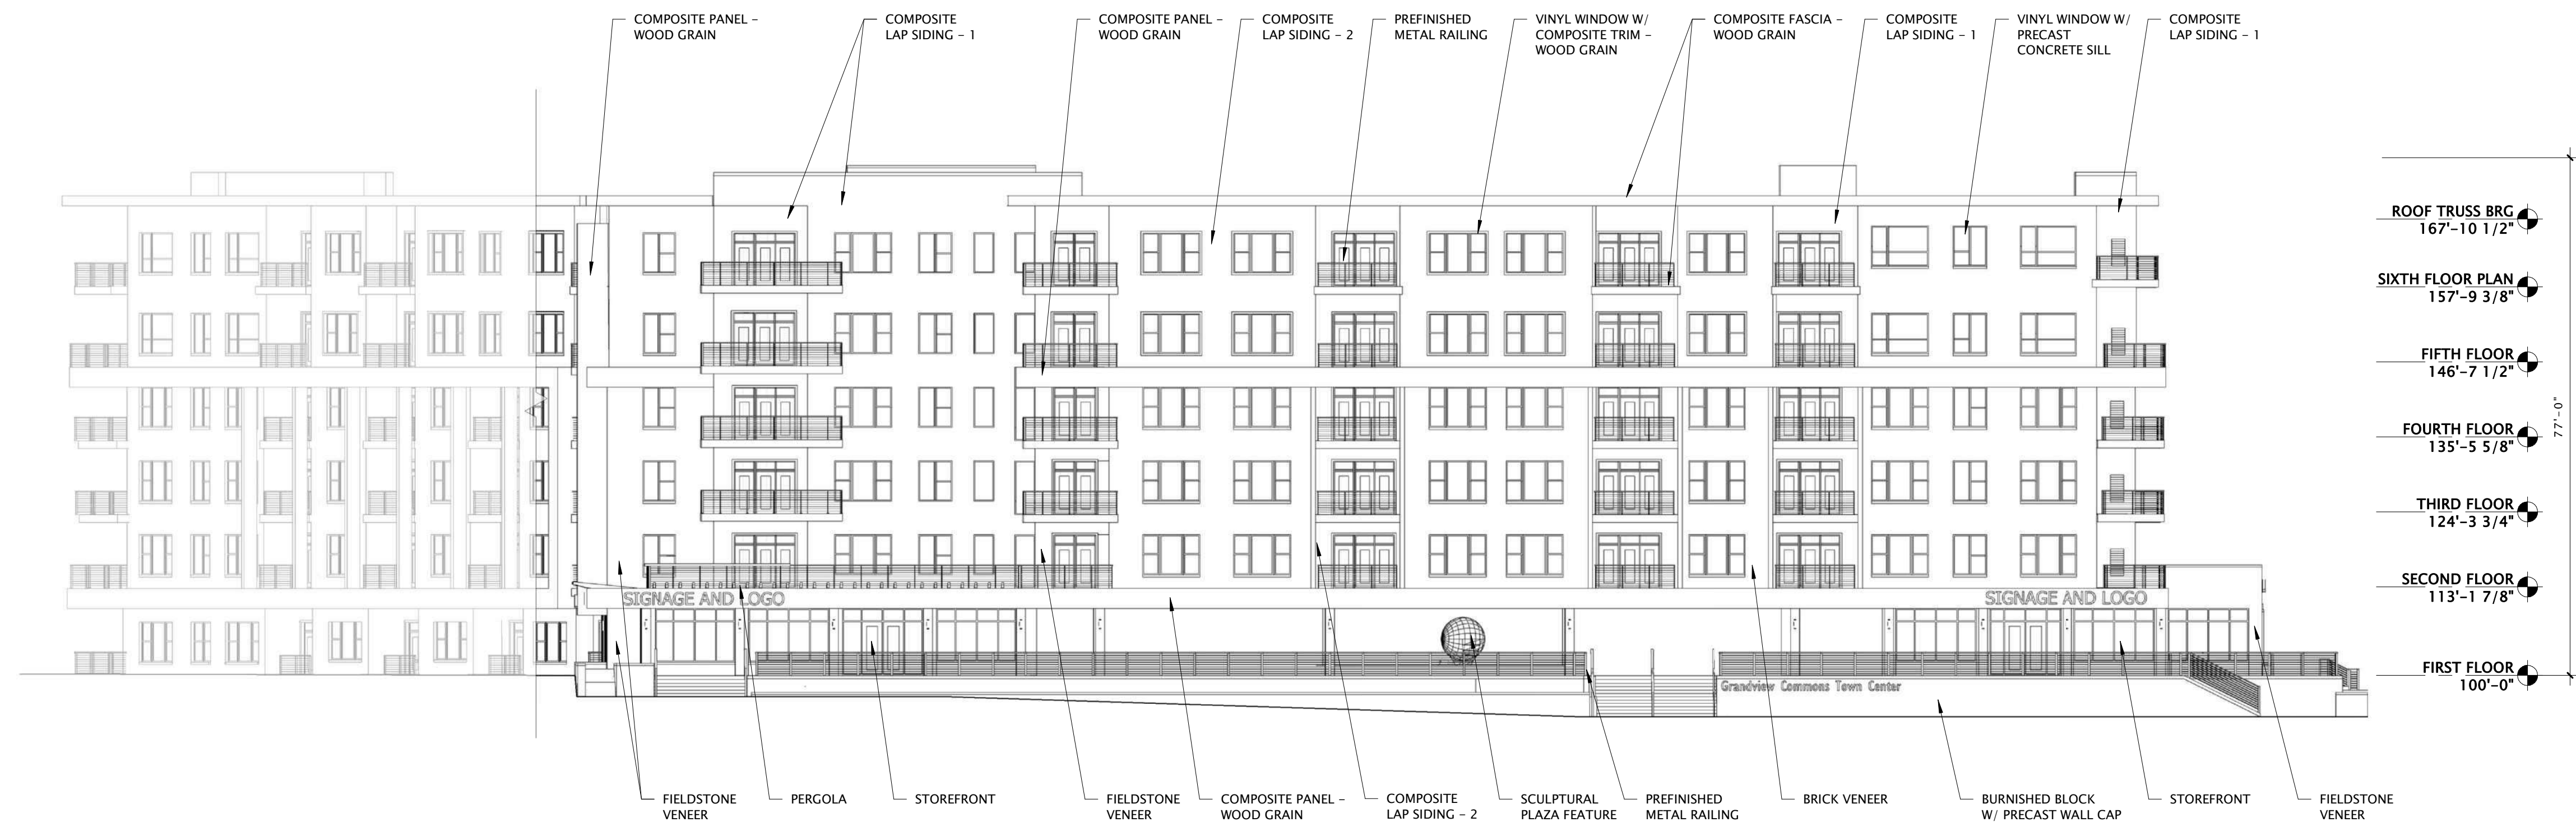 COMPOSITE PANEL -
WOOD GRAIN
COMPOSITE
LAP SIDING - 1
COMPOSITE PANEL -
WOOD GRAIN
COMPOSITE
LAP SIDING - 2
PREFINISHED
METAL RAILING
VINYL WINDOW W/
COMPOSITE TRIM -
WOOD GRAIN
COMPOSITE FASCIA -
WOOD GRAIN
COMPOSITE
LAP SIDING - 1
VINYL WINDOW W/
PRECAST
CONCRETE SILL
COMPOSITE
LAP SIDING - 1
ROOF TRUSS BRG
167'-10 1/2"
SIXTH FLOOR PLAN
157'-9 3/8"
FIFTH FLOOR
146'-7 1/2"
FOURTH FLOOR
135'-5 5/8"
THIRD FLOOR
124'-3 3/4"
SECOND FLOOR
113'-1 7/8"
FIRST FLOOR
100'-0"
77'-0"
SIGNAGE AND LOGO
SIGNAGE AND LOGO
Grandview Commons Town Center
FIELDSTONE
VENEER
PERGOLA
STOREFRONT
FIELDSTONE
VENEER
COMPOSITE PANEL -
WOOD GRAIN
COMPOSITE
LAP SIDING - 2
SCULPTURAL
PLAZA FEATURE
PREFINISHED
METAL RAILING
BRICK VENEER
BURNISHED BLOCK
W/ PRECAST WALL CAP
STOREFRONT
FIELDSTONE
VENEER